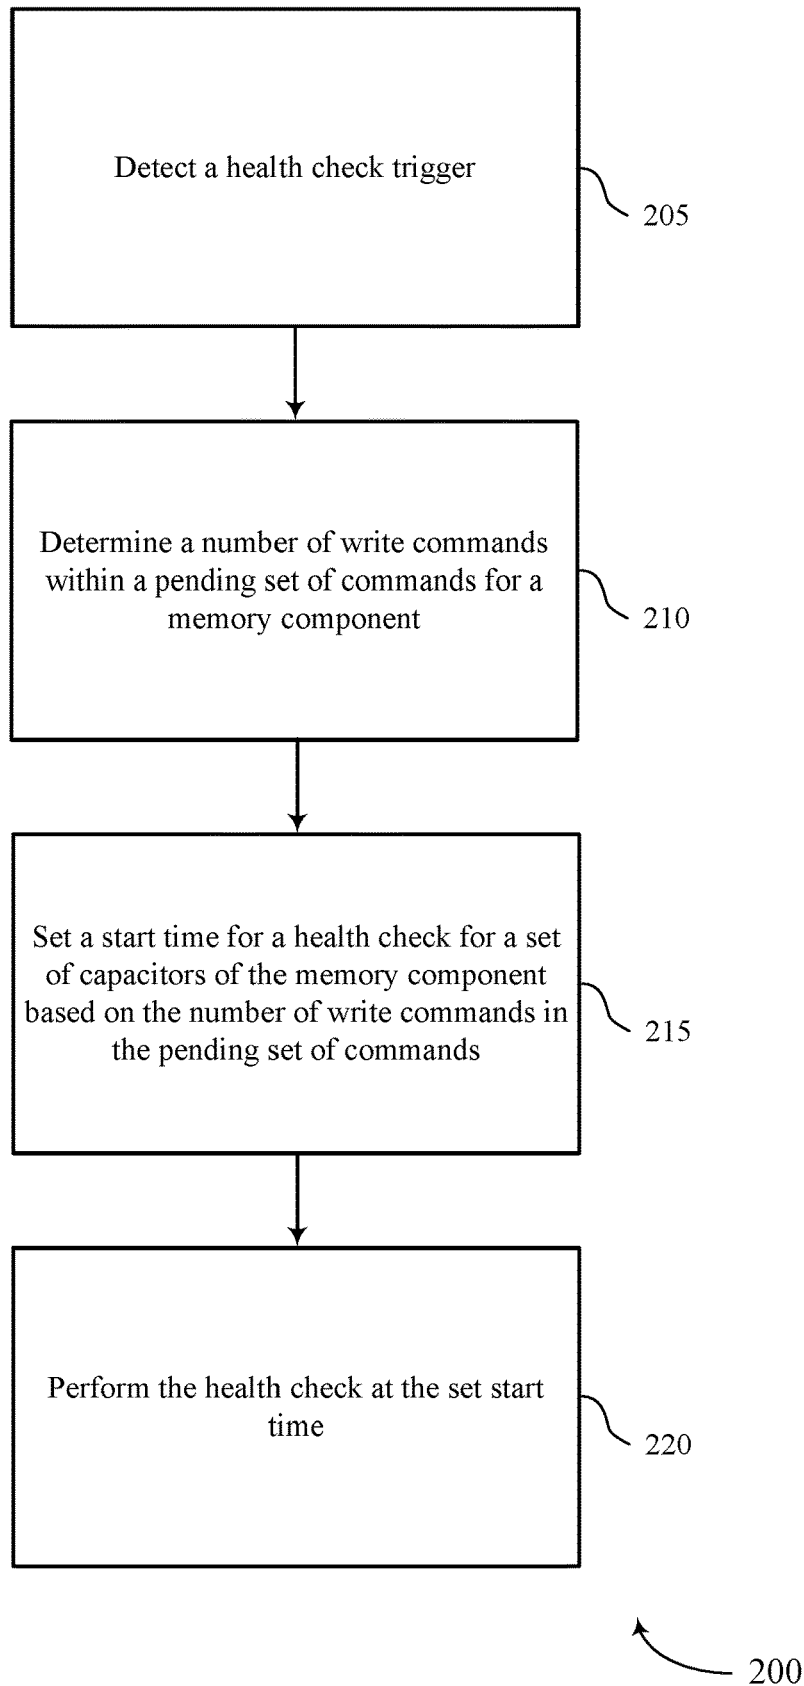 Detect a health check trigger
205
Determine a number of write commands
within a pending set of commands for a
memory component
210
Set a start time for a health check for a set
of capacitors of the memory component
based on the number of write commands in
the pending set of commands
215
Perform the health check at the set start
time
220
200